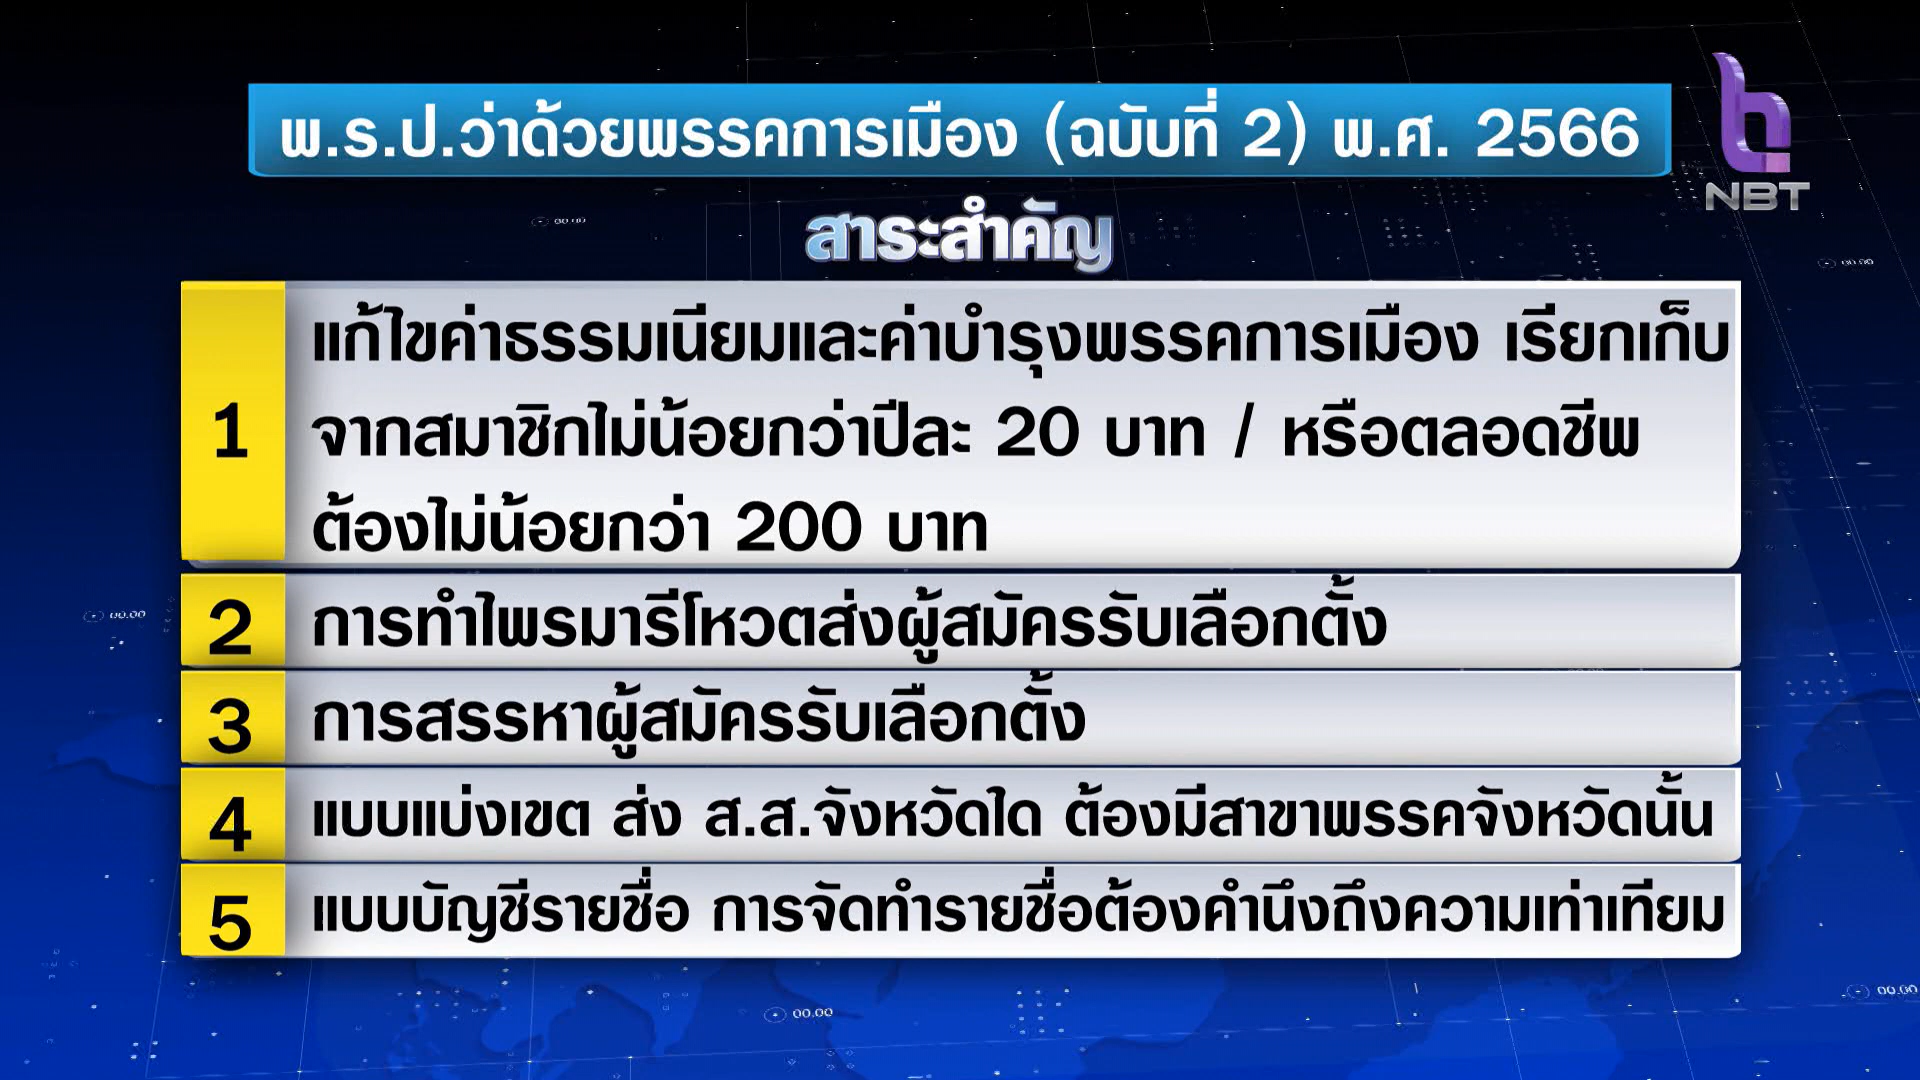 พ.ร.ป.ว่าด้วยพรรคการเมือง (ฉบับที่ 2) พ.ศ. 2566
NBT
สาระสำคัญ
1
แก้ไขค่าธรรมเนียมและค่าบำรุงพรรคการเมือง เรียกเก็บ
จากสมาชิกไม่น้อยกว่าปีละ 20 บาท / หรือตลอดชีพ
ต้องไม่น้อยกว่า 200 บาท
2 การทำไพรมารีโหวตส่งผู้สมัครรับเลือกตั้ง
3 การสรรหาผู้สมัครรับเลือกตั้ง
4 แบบแบ่งเขต ส่ง ส.ส.จังหวัดใด ต้องมีสาขาพรรคจังหวัดนั้น
5 แบบบัญชีรายชื่อ การจัดทำรายชื่อต้องคำนึงถึงความเท่าเทียม
00.00
00.00
00.00
00.00
00.00